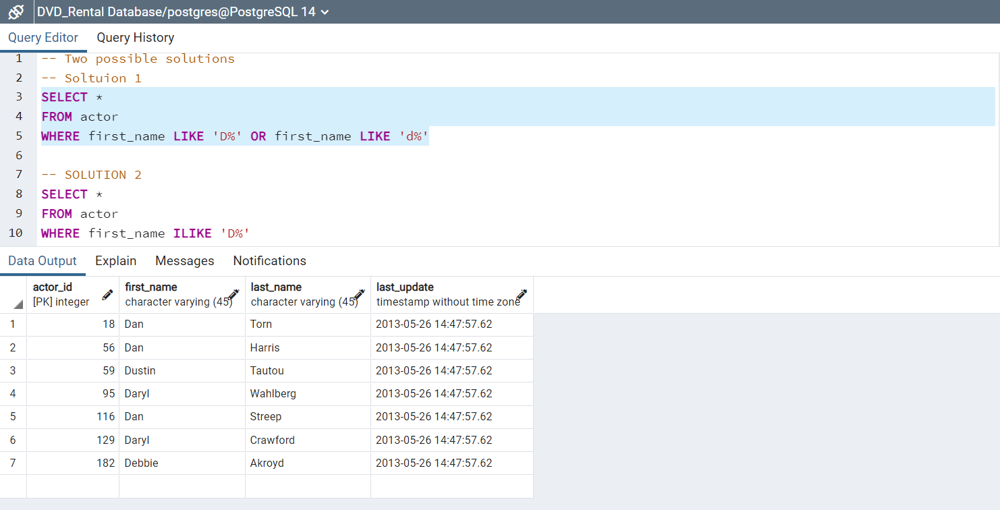 DVD_Rental Database/postgres@PostgreSQL 14
Query Editor Query History
1 -- Two possible solutions
2 -- Soltuion 1
3 SELECT *
4 FROM actor
5 WHERE first_name LIKE 'D%' OR first_name LIKE 'd%'
6
7 -- SOLUTION 2
8 SELECT *
9 FROM actor
10 WHERE first_name ILIKE 'D%'
Data Output Explain Messages Notifications
actor_id first_name last_name last_update
[PK] integer character varying (45) character varying (45) timestamp without time zone
1 18 Dan Torn 2013-05-26 14:47:57.62
2 56 Dan Harris 2013-05-26 14:47:57.62
3 59 Dustin Tautou 2013-05-26 14:47:57.62
4 95 Daryl Wahlberg 2013-05-26 14:47:57.62
5 116 Dan Streep 2013-05-26 14:47:57.62
6 129 Daryl Crawford 2013-05-26 14:47:57.62
7 182 Debbie Akroyd 2013-05-26 14:47:57.62